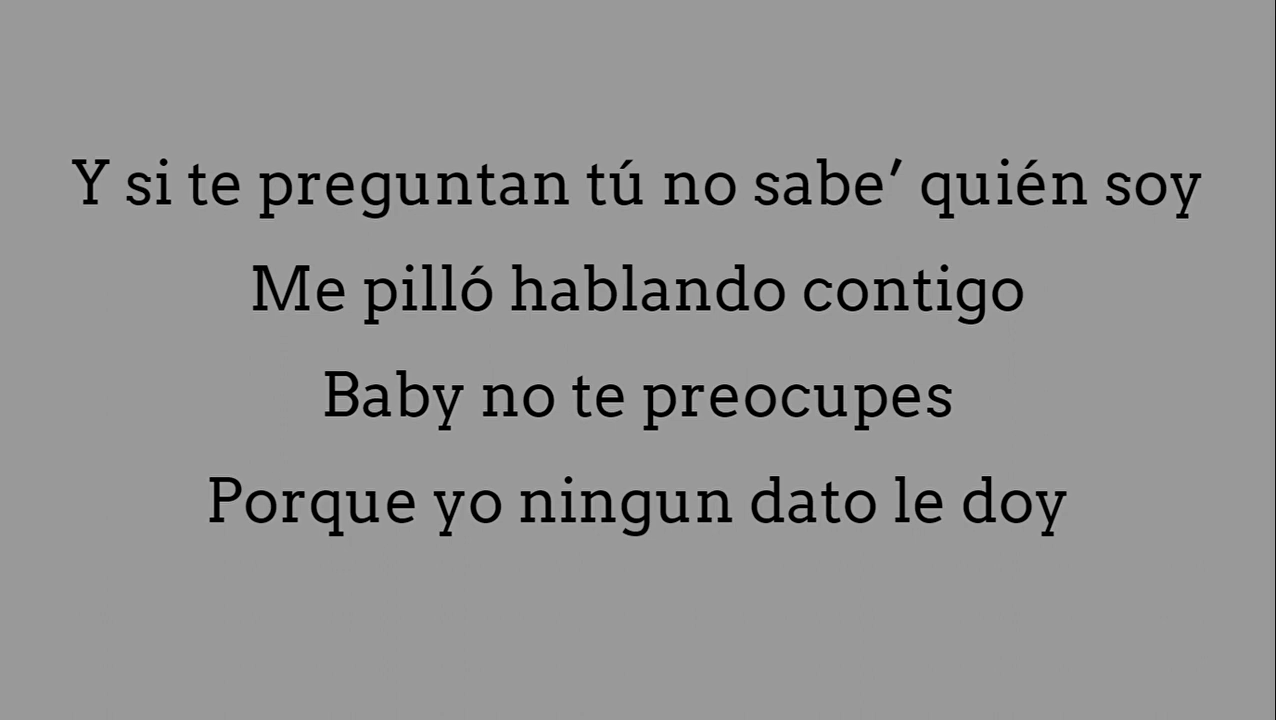 Y si te preguntan tú no sabe’ quién soy
Me pilló hablando contigo
Baby no te preocupes
Porque yo ningun dato le doy